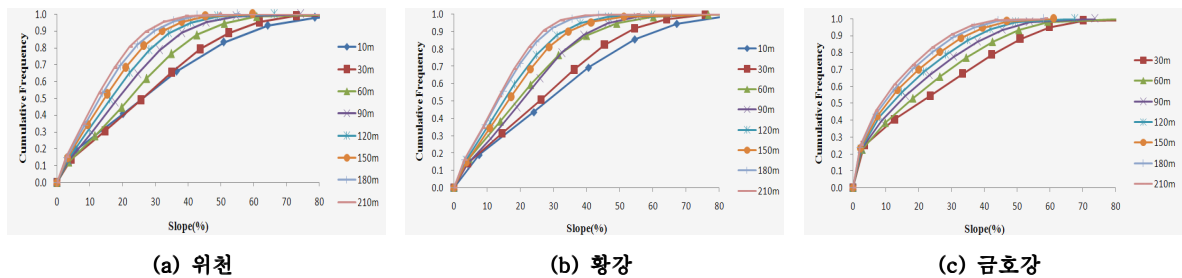 Cumulative Frequency
1.0
0.9
0.8
0.7
0.6
0.5
0.4
0.3
0.2
0.1
0.0
0 10 20 30 40 50 60 70 80
Slope(%)
10m
30m
60m
90m
120m
150m
180m
210m
(a) 위천
Cumulative Frequency
1.0
0.9
0.8
0.7
0.6
0.5
0.4
0.3
0.2
0.1
0.0
0 10 20 30 40 50 60 70 80
Slope(%)
10m
30m
60m
90m
120m
150m
180m
210m
(b) 황강
Cumulative Frequency
1.0
0.9
0.8
0.7
0.6
0.5
0.4
0.3
0.2
0.1
0.0
0 10 20 30 40 50 60 70 80
Slope(%)
30m
60m
90m
120m
150m
180m
210m
(c) 금호강